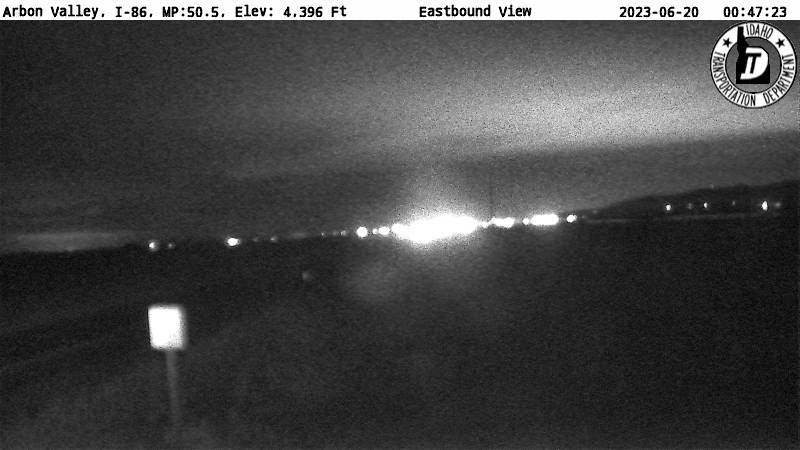 Arbon Valley, I-86, MP:50.5, Elev: 4,396 Ft Eastbound View 2023-06-20 00:47:23
IDAHO
TRANSPORTATION DEPARTMENT